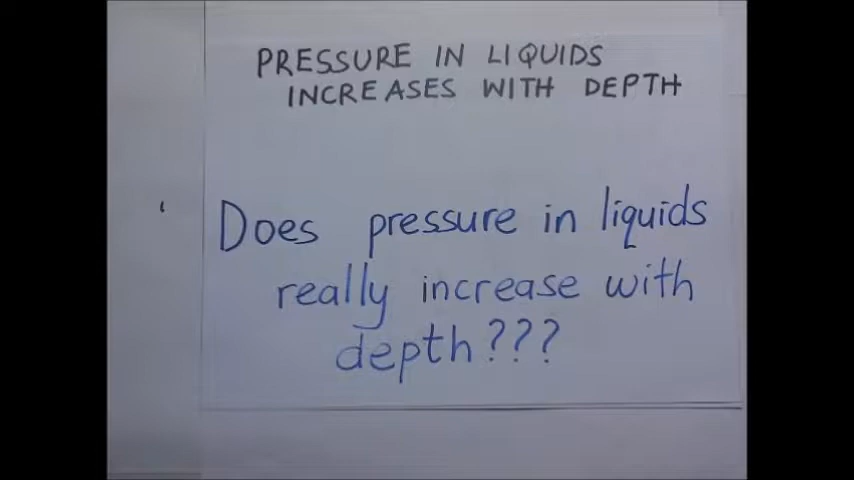 PRESSURE IN LIQUIDS
INCREASES WITH DEPTH
Does pressure in liquids
really increase with
depth???